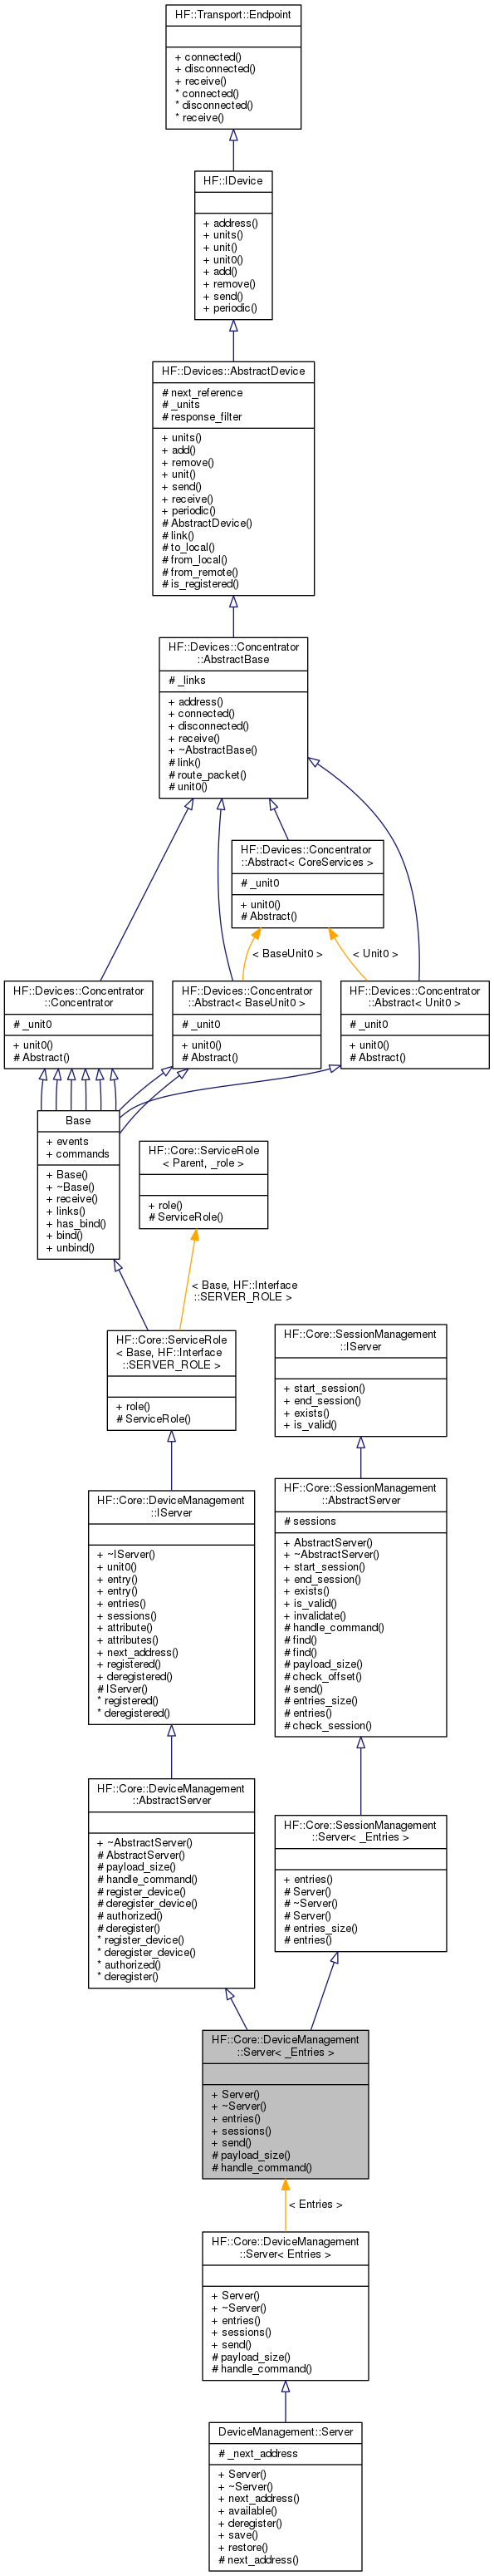 HF::Transport::Endpoint
+ connected()
+ disconnected()
+ receive()
* connected()
* disconnected()
* receive()
HF::IDevice
+ address()
+ units()
+ unit()
+ unit0()
+ add()
+ remove()
+ send()
+ periodic()
HF::Devices::AbstractDevice
# next_reference
# _units
# response_filter
+ units()
+ add()
+ remove()
+ unit()
+ send()
+ receive()
+ periodic()
# AbstractDevice()
# link()
# to_local()
# from_local()
# from_remote()
# is_registered()
HF::Devices::Concentrator
::AbstractBase
# _links
+ address()
+ connected()
+ disconnected()
+ receive()
+ ~AbstractBase()
# link()
# route_packet()
# unit0()
HF::Devices::Concentrator
::Abstract< CoreServices >
# _unit0
+ unit0()
# Abstract()
< BaseUnit0 >
< Unit0 >
HF::Devices::Concentrator
::Concentrator
# _unit0
+ unit0()
# Abstract()
HF::Devices::Concentrator
::Abstract< BaseUnit0 >
# _unit0
+ unit0()
# Abstract()
HF::Devices::Concentrator
::Abstract< Unit0 >
# _unit0
+ unit0()
# Abstract()
Base
+ events
+ commands
+ Base()
+ ~Base()
+ receive()
+ links()
+ has_bind()
+ bind()
+ unbind()
HF::Core::ServiceRole
< Parent, _role >
+ role()
# ServiceRole()
< Base, HF::Interface
::SERVER_ROLE >
HF::Core::ServiceRole
< Base, HF::Interface
::SERVER_ROLE >
+ role()
# ServiceRole()
HF::Core::SessionManagement
::IServer
+ start_session()
+ end_session()
+ exists()
+ is_valid()
HF::Core::DeviceManagement
::IServer
+ ~IServer()
+ unit0()
+ entry()
+ entry()
+ entries()
+ sessions()
+ attribute()
+ attributes()
+ next_address()
+ registered()
+ deregistered()
# IServer()
* registered()
* deregistered()
HF::Core::SessionManagement
::AbstractServer
# sessions
+ AbstractServer()
+ ~AbstractServer()
+ start_session()
+ end_session()
+ exists()
+ is_valid()
+ invalidate()
# handle_command()
# find()
# find()
# payload_size()
# check_offset()
# send()
# entries_size()
# entries()
# check_session()
HF::Core::DeviceManagement
::AbstractServer
+ ~AbstractServer()
# AbstractServer()
# payload_size()
# handle_command()
# register_device()
# deregister_device()
# authorized()
# deregister()
* register_device()
* deregister_device()
* authorized()
* deregister()
HF::Core::SessionManagement
::Server< _Entries >
+ entries()
# Server()
# ~Server()
# Server()
# entries_size()
# entries()
HF::Core::DeviceManagement
::Server< _Entries >
+ Server()
+ ~Server()
+ entries()
+ sessions()
+ send()
# payload_size()
# handle_command()
< Entries >
HF::Core::DeviceManagement
::Server< Entries >
+ Server()
+ ~Server()
+ entries()
+ sessions()
+ send()
# payload_size()
# handle_command()
DeviceManagement::Server
# _next_address
+ Server()
+ ~Server()
+ next_address()
+ available()
+ deregister()
+ save()
+ restore()
# next_address()